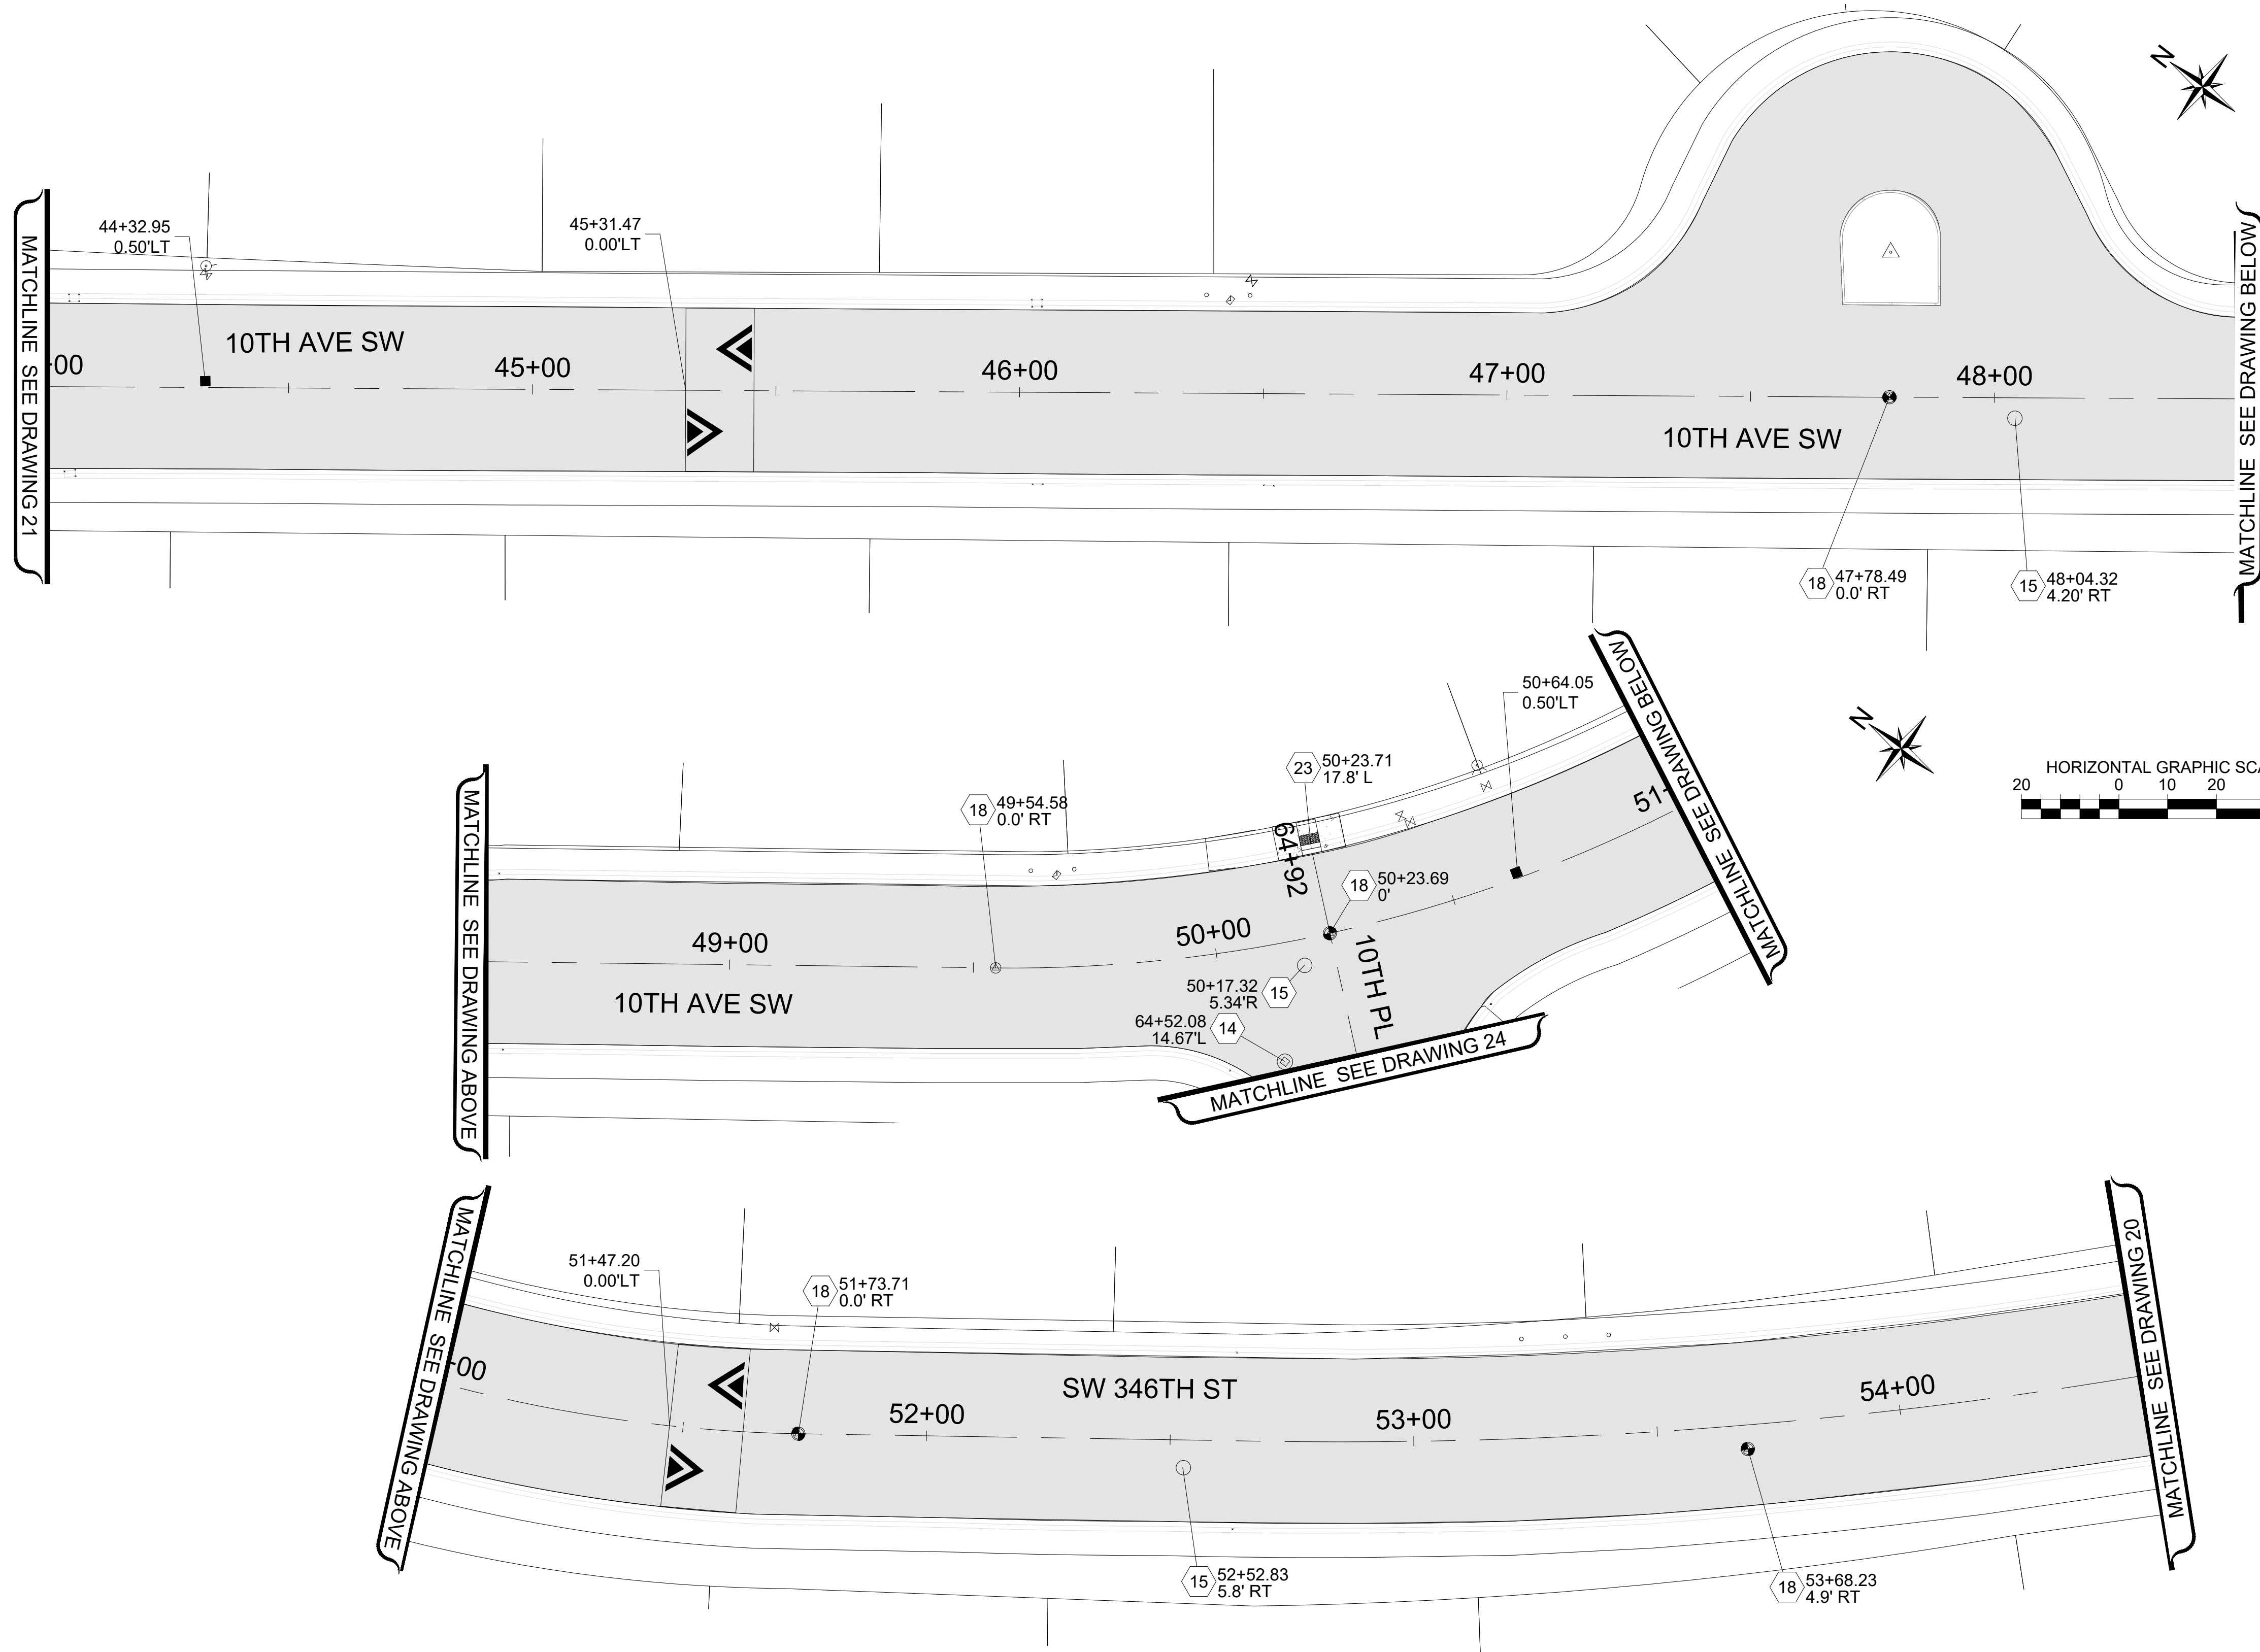 N
44+32.95
0.50'LT
45+31.47
0.00'LT
MATCHLINE SEE DRAWING 21
10TH AVE SW
+00
45+00
46+00
47+00
48+00
10TH AVE SW
MATCHLINE SEE DRAWING BELOW
18
47+78.49
0.0' RT
15
48+04.32
4.20' RT
MATCHLINE SEE DRAWING BELOW
50+64.05
0.50'LT
N
23
50+23.71
17.8' L
HORIZONTAL GRAPHIC
20 0 10 20
18
49+54.58
0.0' RT
MATCHLINE SEE DRAWING ABOVE
64+92
51
18
50+23.69
0'
49+00
50+00
10TH AVE SW
10TH PL
50+17.32
5.34'R
15
64+52.08
14.67'L
14
MATCHLINE SEE DRAWING 24
MATCHLINE SEE DRAWING ABOVE
51+47.20
0.00'LT
18
51+73.71
0.0' RT
+00
SW 346TH ST
52+00
53+00
54+00
MATCHLINE SEE DRAWING 20
15
52+52.83
5.8' RT
18
53+68.23
4.9' RT